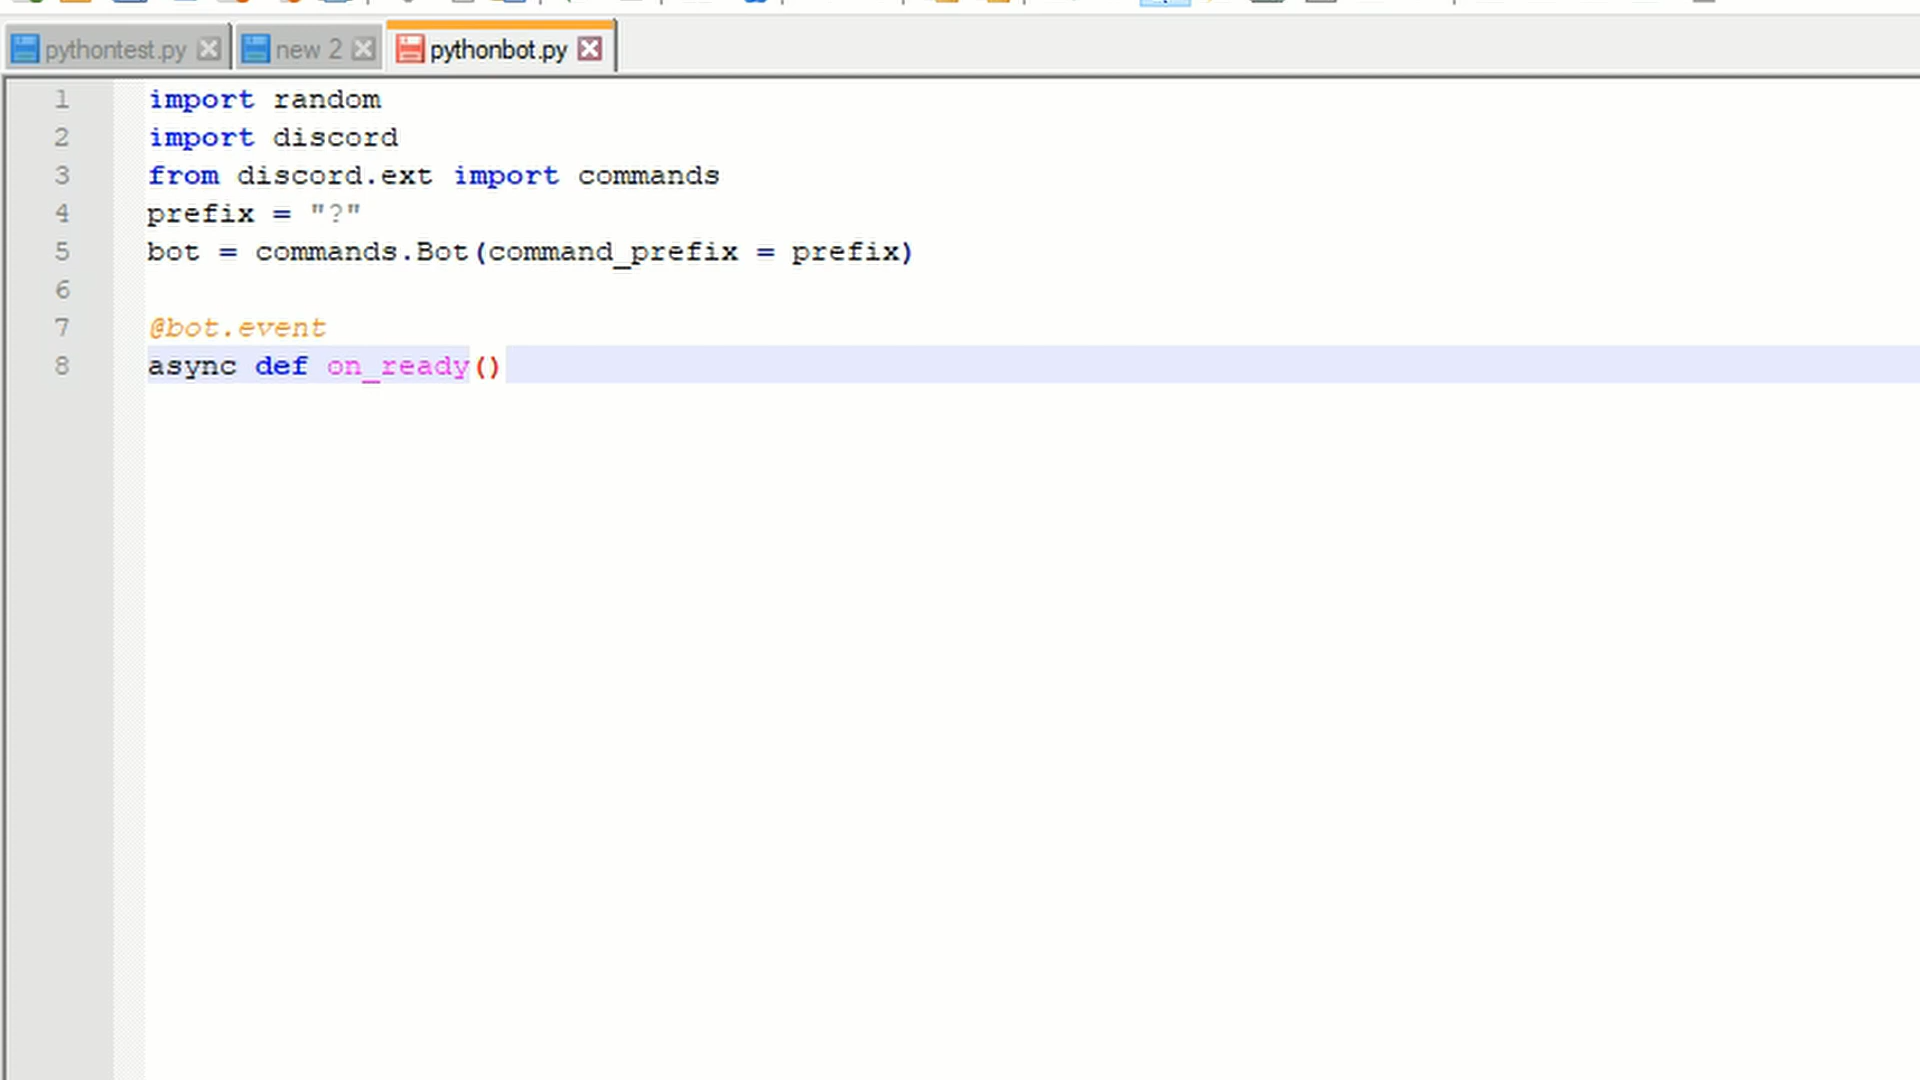 pythontest.py new 2 pythonbot.py
1 import random
2 import discord
3 from discord.ext import commands
4 prefix = "?"
5 bot = commands.Bot(command_prefix = prefix)
6
7 @bot.event
8 async def on_ready()